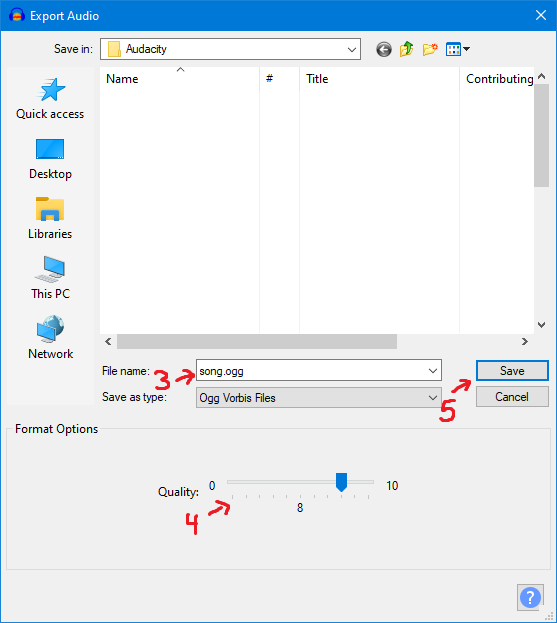 Export Audio
Save in: Audacity
Name # Title Contributing
Quick access
Desktop
Libraries
This PC
Network
File name: song.ogg Save
3
Save as type: Ogg Vorbis Files Cancel
5
Format Options
Quality: 0 10
8
4
?